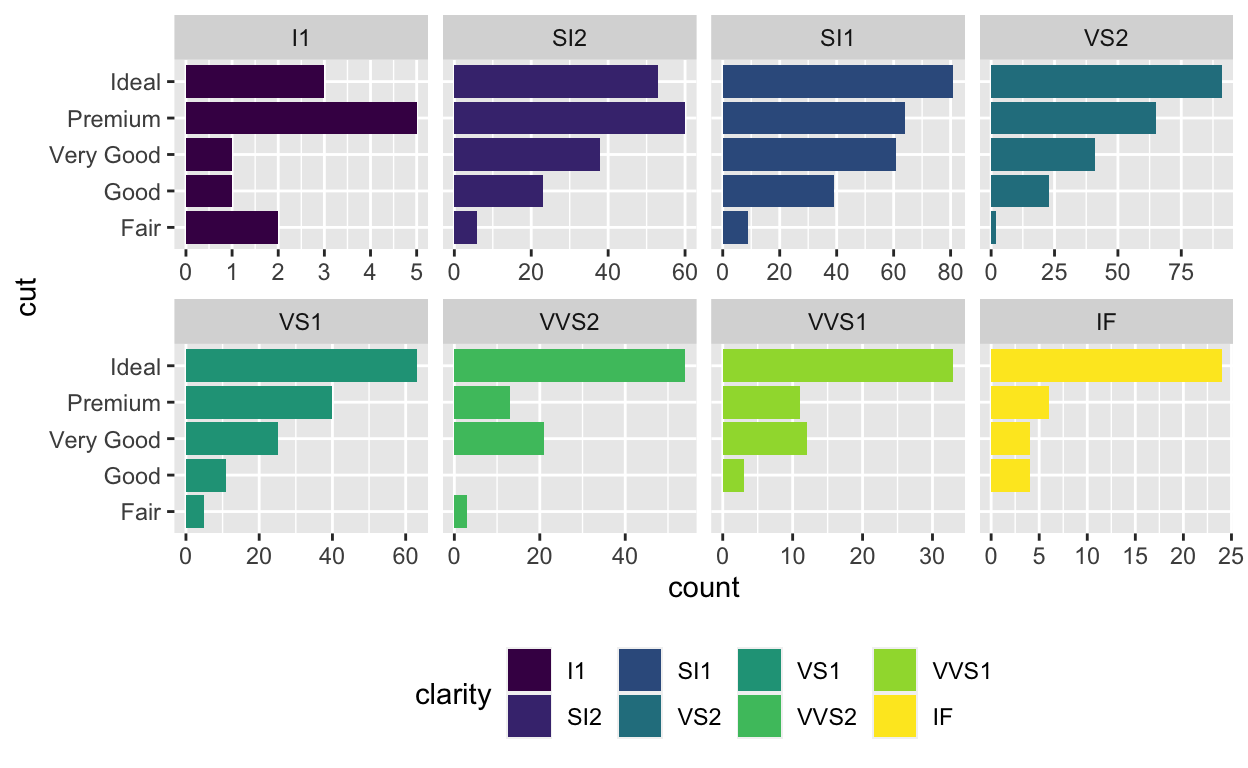 I1 SI2 SI1 VS2
Ideal
Premium
Very Good
Good
Fair
0 1 2 3 4 5 0 20 40 60 0 20 40 60 80 0 25 50 75
cut
VS1 VVS2 VVS1 IF
Ideal
Premium
Very Good
Good
Fair
0 20 40 60 0 20 40 0 10 20 30 0 5 10 15 20 25
count
clarity
I1 SI1 VS1 VVS1
SI2 VS2 VVS2 IF